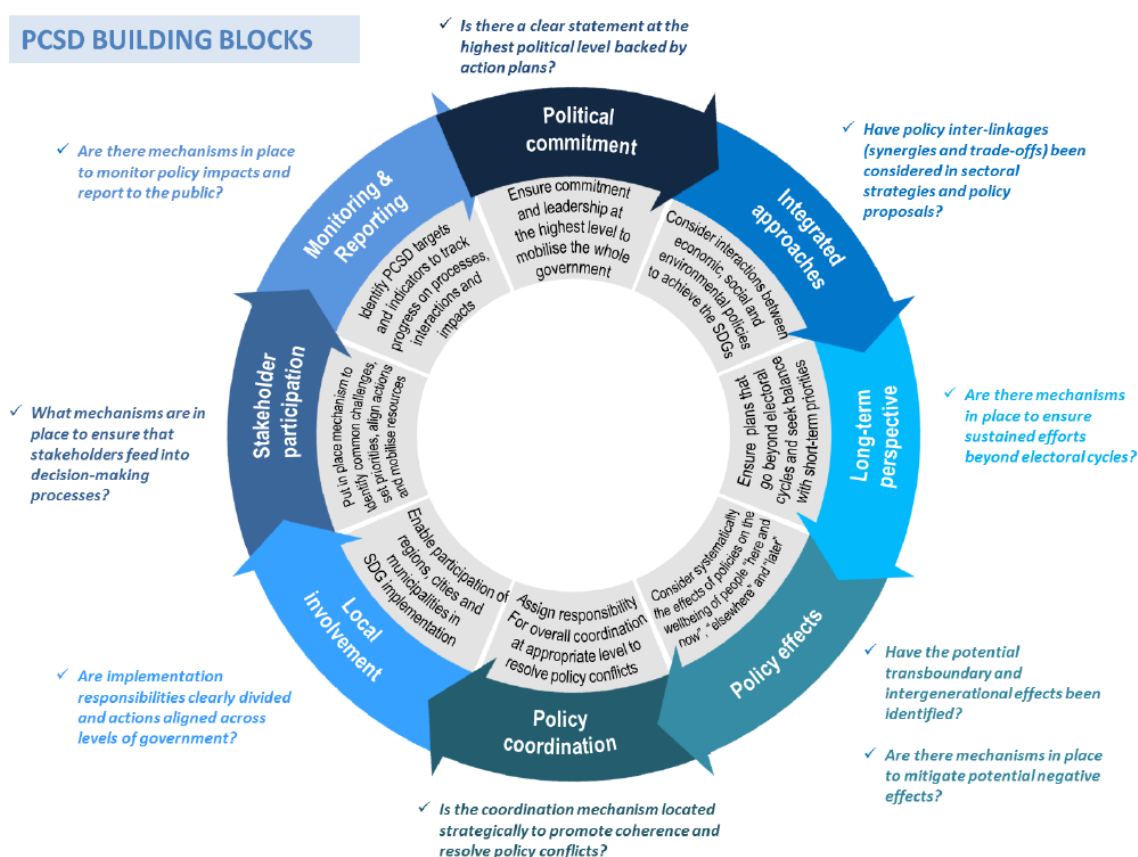 PCSD BUILDING BLOCKS
✓ Is there a clear statement at the
highest political level backed by
action plans?
Political
commitment
Ensure commitment
and leadership at
the highest level to
mobilise the whole
government
✓ Have policy inter-linkages
(synergies and trade-offs) been
considered in sectoral
strategies and policy
proposals?
Integrated
approaches
Consider interactions between
economic, social and
environmental policies
to achieve the SDGs
✓ Are there mechanisms
in place to ensure
sustained efforts
beyond electoral cycles?
Long-term
perspective
Ensure plans that
go beyond electoral
cycles and seek balance
with short-term priorities
✓ Have the potential
transboundary and
intergenerational effects been
identified?
✓ Are there mechanisms in place
to mitigate potential negative
effects?
Policy effects
Consider systematically
the effects of policies on the
wellbeing of people "here and
now", "elsewhere" and "later"
✓ Is the coordination mechanism located
strategically to promote coherence and
resolve policy conflicts?
Policy
coordination
Assign responsibility
For overall coordination
at appropriate level to
resolve policy conflicts
✓ Are implementation
responsibilities clearly divided
and actions aligned across
levels of government?
Local
involvement
Enable participation of
regions, cities and
municipalities in
SDG implementation
✓ What mechanisms are in
place to ensure that
stakeholders feed into
decision-making
processes?
Stakeholder
participation
Put in place mechanism to
identify common challenges,
set priorities, align actions
and mobilise resources
✓ Are there mechanisms in place
to monitor policy impacts and
report to the public?
Monitoring &
Reporting
Identify PCSD targets
and indicators to track
progress on processes,
interactions and
impacts